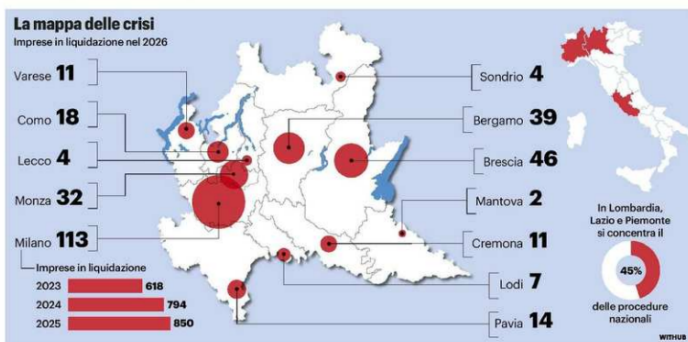 La mappa delle crisi
Imprese in liquidazione nel 2026
Varese 11
Como 18
Lecco 4
Monza 32
Milano 113
Imprese in liquidazione
2023 618
2024 794
2025 850
Sondrio 4
Bergamo 39
Brescia 46
Mantova 2
Cremona 11
Lodi 7
Pavia 14
In Lombardia,
Lazio e Piemonte
si concentra il
45%
delle procedure
nazionali
WITHUB